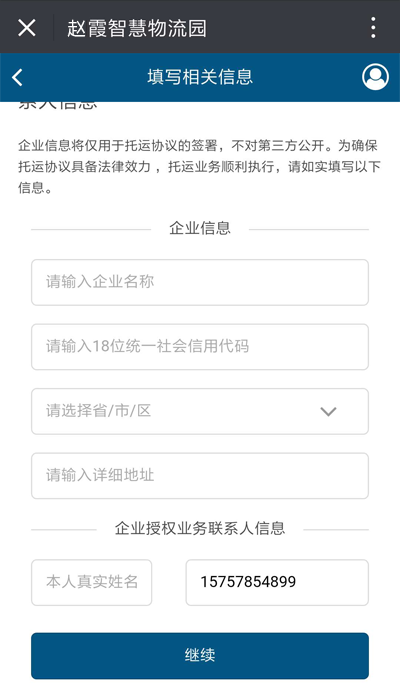 赵霞智慧物流园
填写相关信息
系人信息
企业信息将仅用于托运协议的签署，不对第三方公开。为确保
托运协议具备法律效力 ，托运业务顺利执行，请如实填写以下
信息。
企业信息
请输入企业名称
请输入18位统一社会信用代码
请选择省/市/区
请输入详细地址
企业授权业务联系人信息
本人真实姓名
15757854899
继续